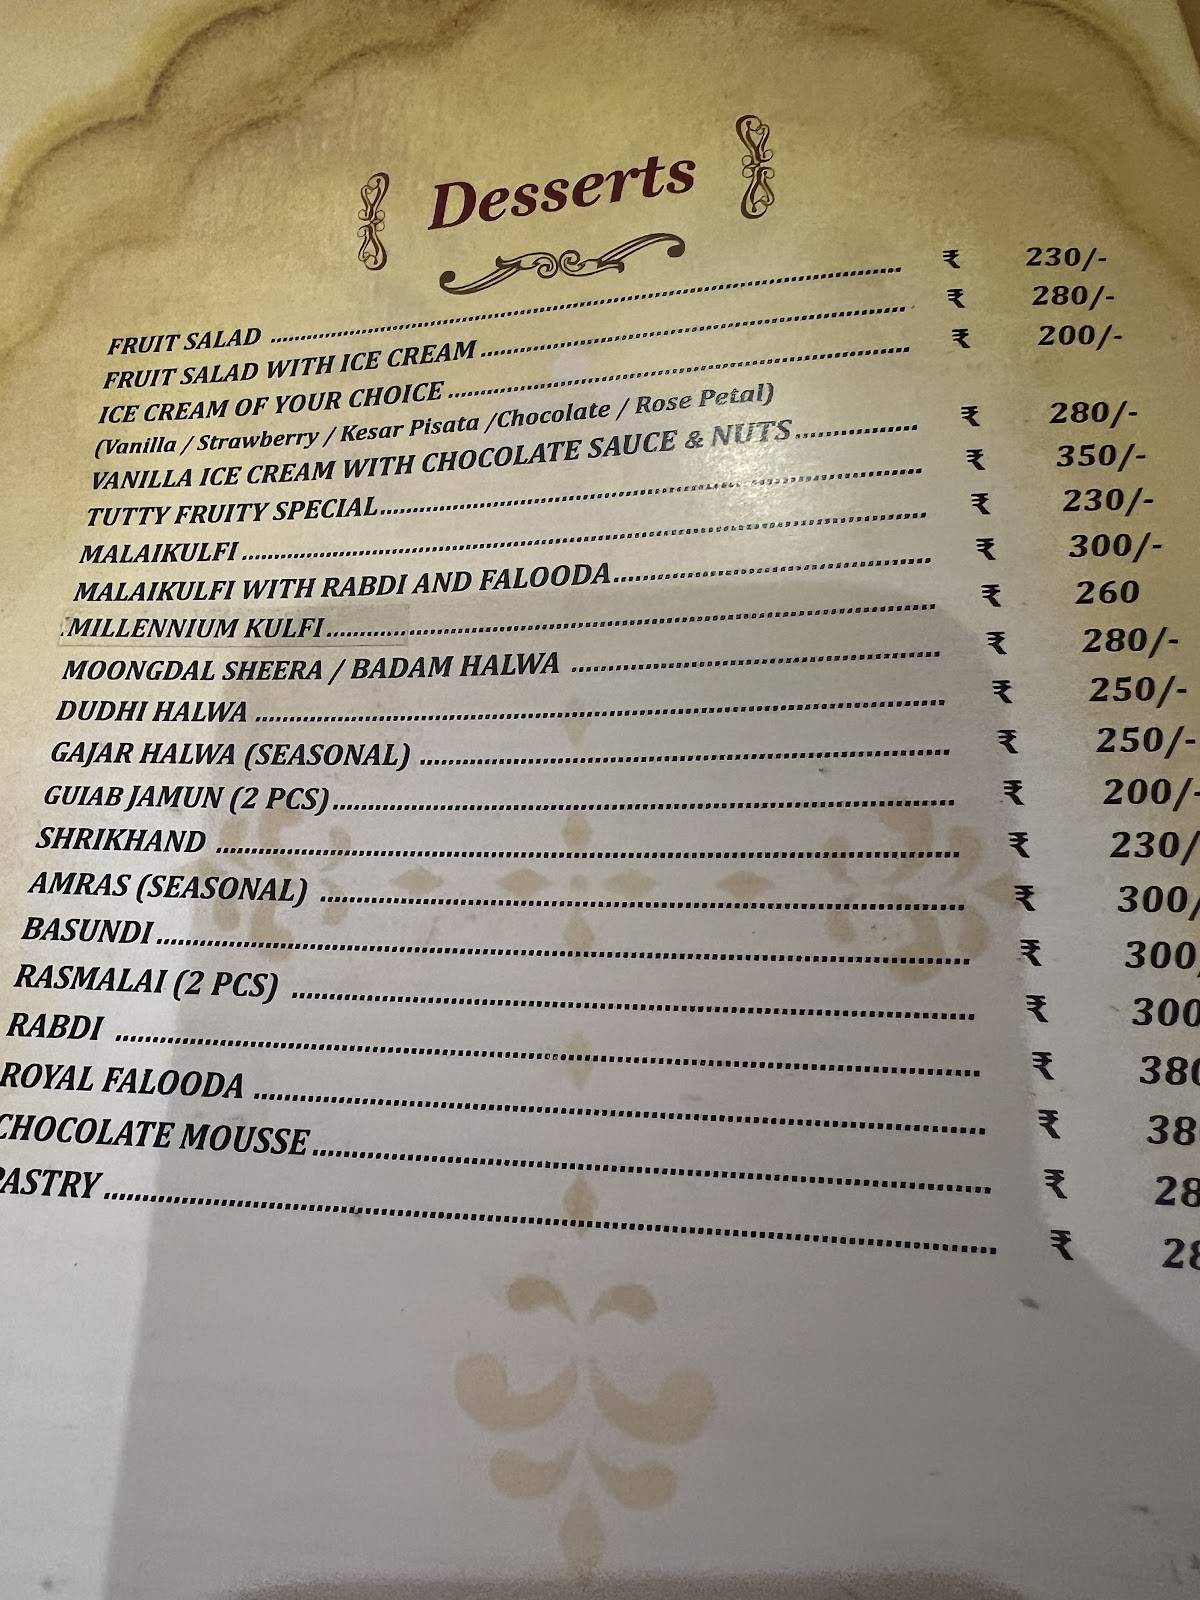 Desserts
FRUIT SALAD ........ ₹ 230/-
FRUIT SALAD WITH ICE CREAM ........ ₹ 280/-
ICE CREAM OF YOUR CHOICE ........ ₹ 200/-
(Vanilla / Strawberry / Kesar Pisata /Chocolate / Rose Petal)
VANILLA ICE CREAM WITH CHOCOLATE SAUCE & NUTS ........ ₹ 280/-
TUTTY FRUITY SPECIAL ........ ₹ 350/-
MALAIKULFI ........ ₹ 230/-
MALAIKULFI WITH RABDI AND FALOODA ........ ₹ 300/-
MILLENNIUM KULFI ........ ₹ 260
MOONGDAL SHEERA / BADAM HALWA ........ ₹ 280/-
DUDHI HALWA ........ ₹ 250/-
GAJAR HALWA (SEASONAL) ........ ₹ 250/-
GUIAB JAMUN (2 PCS) ........ ₹ 200/-
SHRIKHAND ........ ₹ 230/
AMRAS (SEASONAL) ........ ₹ 300/
BASUNDI ........ ₹ 300
RASMALAI (2 PCS) ........ ₹ 300
RABDI ........ ₹ 380
ROYAL FALOODA ........ ₹ 38
CHOCOLATE MOUSSE ........ ₹ 28
PASTRY ........ ₹ 28